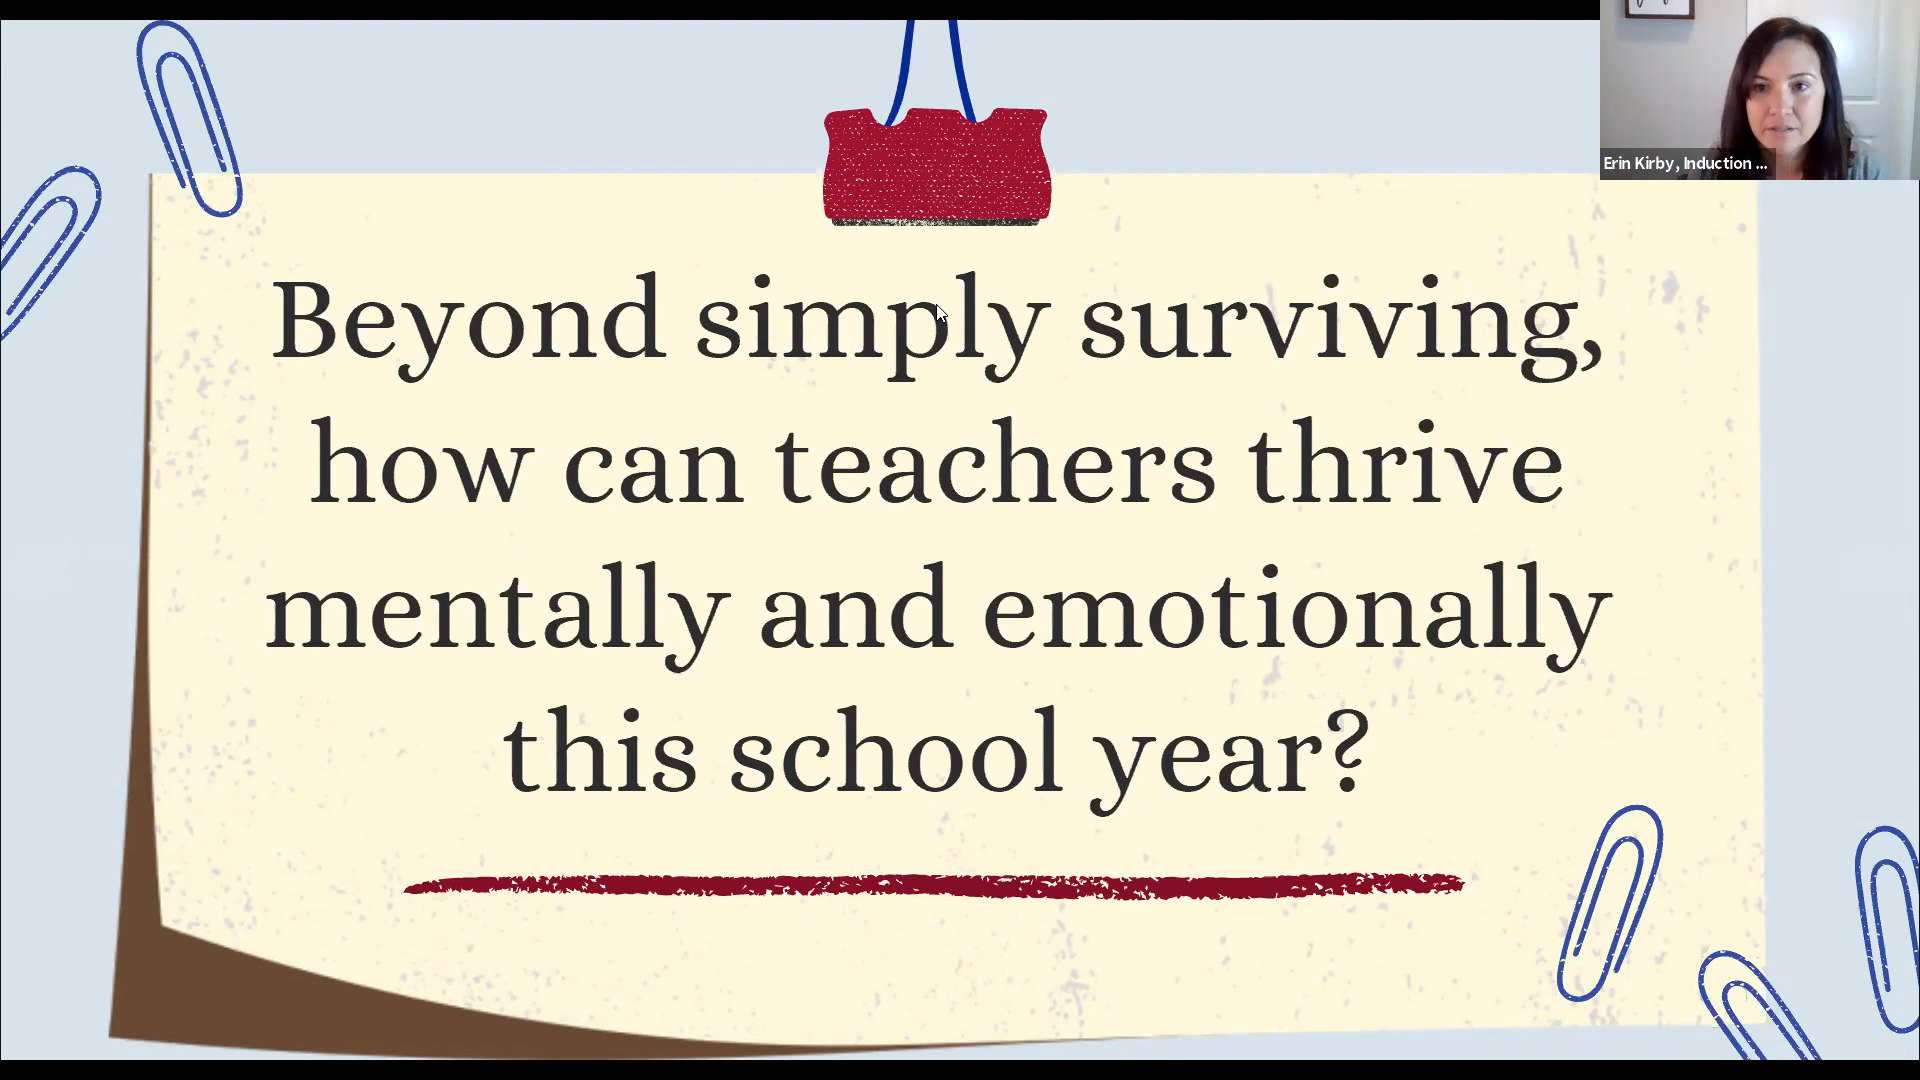 Erin Kirby, Induction ...
Beyond simply surviving,
how can teachers thrive
mentally and emotionally
this school year?